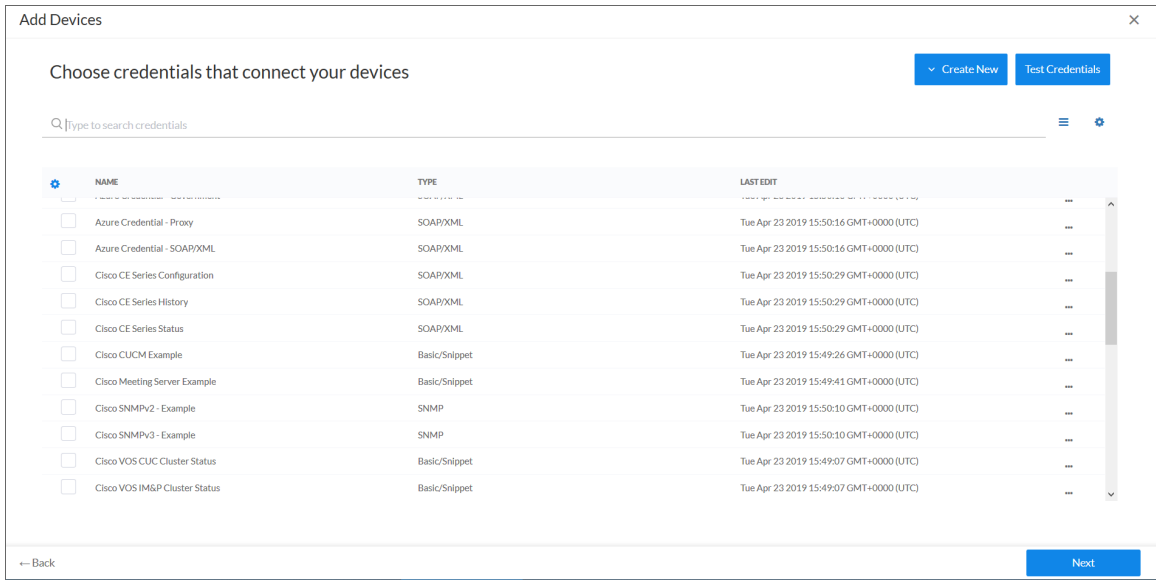 Add Devices
Choose credentials that connect your devices
Create New
Test Credentials
Type to search credentials
NAME TYPE LAST EDIT
Azure Credential - Proxy SOAP/XML Tue Apr 23 2019 15:50:16 GMT+0000 (UTC)
Azure Credential - SOAP/XML SOAP/XML Tue Apr 23 2019 15:50:16 GMT+0000 (UTC)
Cisco CE Series Configuration SOAP/XML Tue Apr 23 2019 15:50:29 GMT+0000 (UTC)
Cisco CE Series History SOAP/XML Tue Apr 23 2019 15:50:29 GMT+0000 (UTC)
Cisco CE Series Status SOAP/XML Tue Apr 23 2019 15:50:29 GMT+0000 (UTC)
Cisco CUCM Example Basic/Snippet Tue Apr 23 2019 15:49:26 GMT+0000 (UTC)
Cisco Meeting Server Example Basic/Snippet Tue Apr 23 2019 15:49:41 GMT+0000 (UTC)
Cisco SNMPv2 - Example SNMP Tue Apr 23 2019 15:50:10 GMT+0000 (UTC)
Cisco SNMPv3 - Example SNMP Tue Apr 23 2019 15:50:10 GMT+0000 (UTC)
Cisco VOS CUC Cluster Status Basic/Snippet Tue Apr 23 2019 15:49:07 GMT+0000 (UTC)
Cisco VOS IM&P Cluster Status Basic/Snippet Tue Apr 23 2019 15:49:07 GMT+0000 (UTC)
←Back
Next